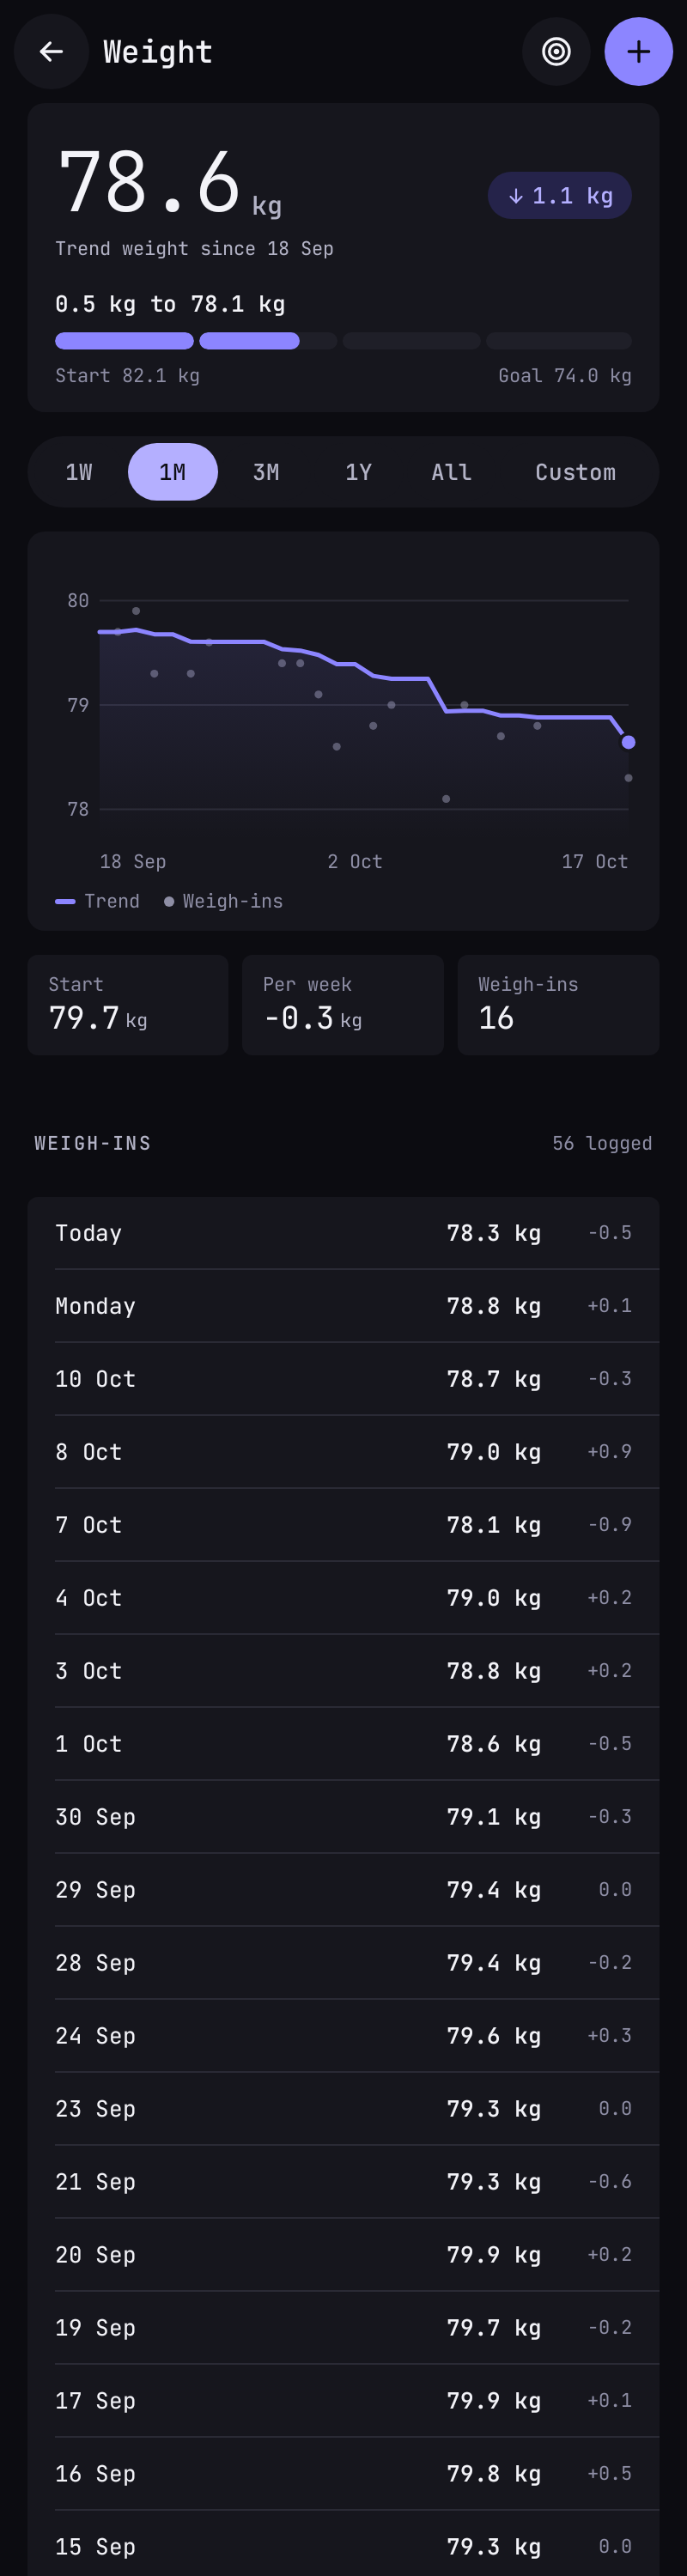 Weight
78.6 kg
↓ 1.1 kg
Trend weight since 18 Sep
0.5 kg to 78.1 kg
Start 82.1 kg
Goal 74.0 kg
1W 1M 3M 1Y All Custom
80
79
78
18 Sep 2 Oct 17 Oct
Trend Weigh-ins
Start
79.7 kg
Per week
-0.3 kg
Weigh-ins
16
WEIGH-INS 56 logged
Today 78.3 kg -0.5
Monday 78.8 kg +0.1
10 Oct 78.7 kg -0.3
8 Oct 79.0 kg +0.9
7 Oct 78.1 kg -0.9
4 Oct 79.0 kg +0.2
3 Oct 78.8 kg +0.2
1 Oct 78.6 kg -0.5
30 Sep 79.1 kg -0.3
29 Sep 79.4 kg 0.0
28 Sep 79.4 kg -0.2
24 Sep 79.6 kg +0.3
23 Sep 79.3 kg 0.0
21 Sep 79.3 kg -0.6
20 Sep 79.9 kg +0.2
19 Sep 79.7 kg -0.2
17 Sep 79.9 kg +0.1
16 Sep 79.8 kg +0.5
15 Sep 79.3 kg 0.0